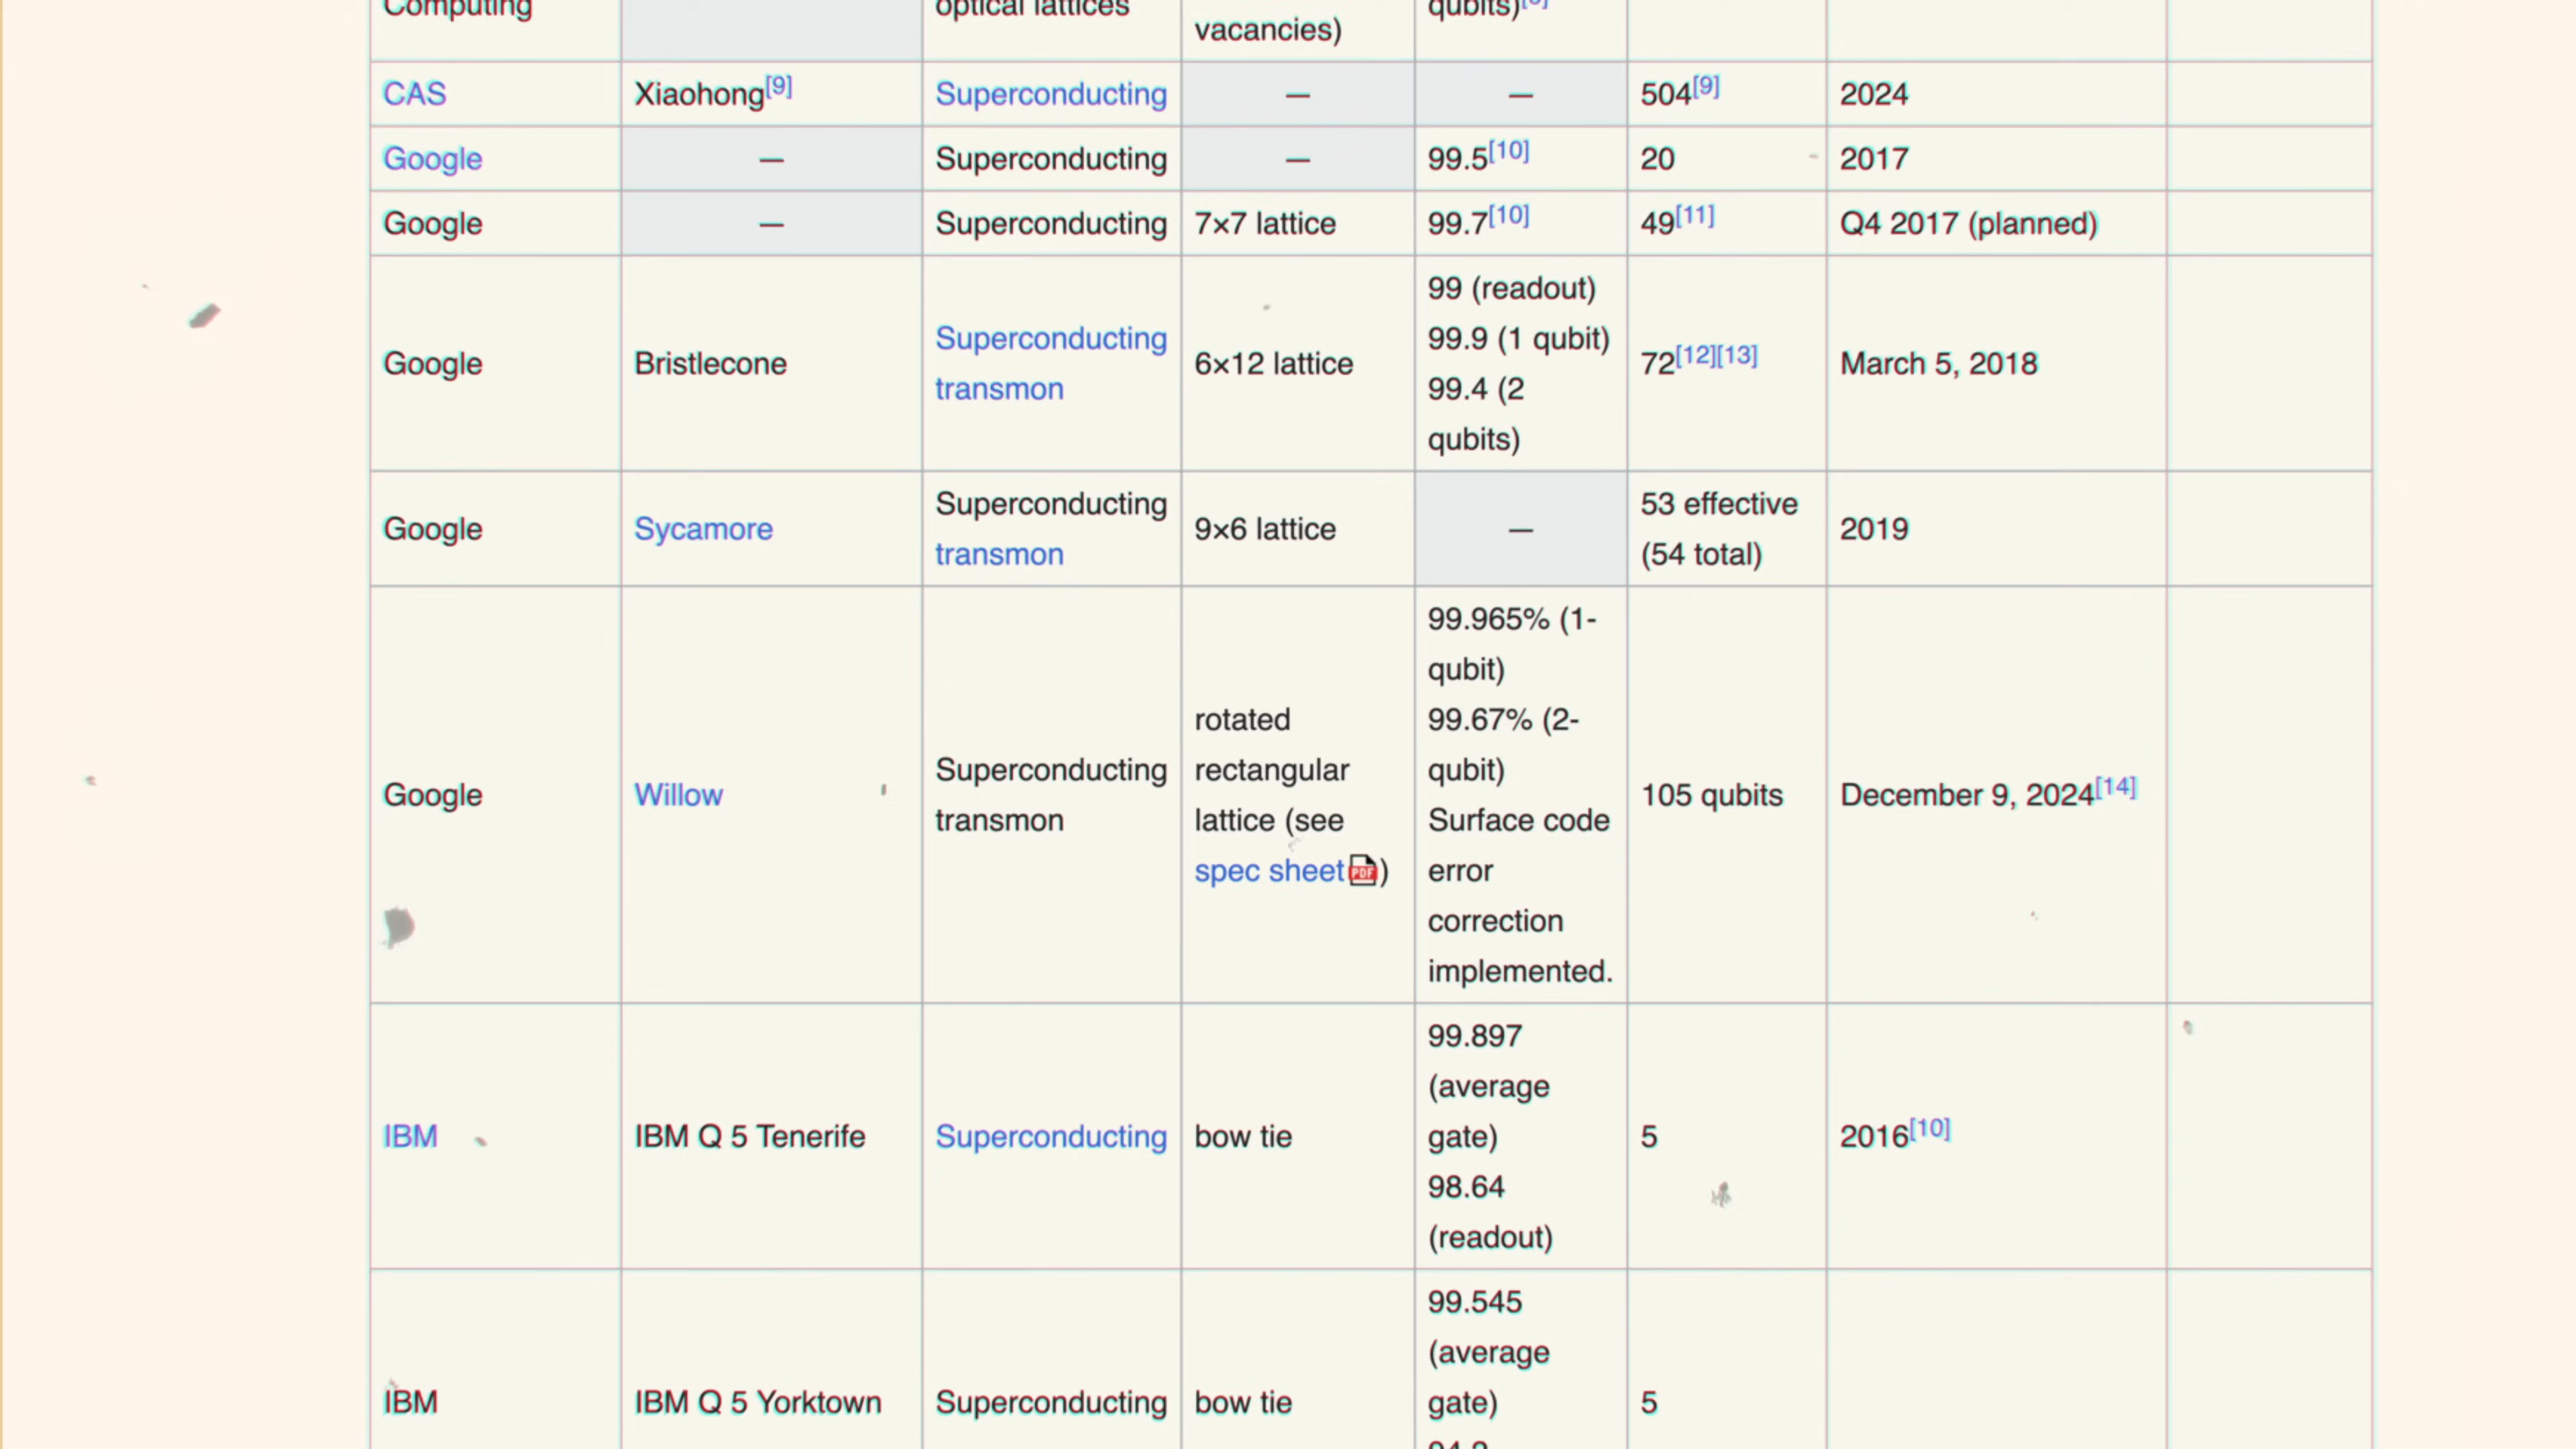 Computing
optical lattices
vacancies)
qubits)
CAS Xiaohong[9] Superconducting — — 504[9] 2024
Google — Superconducting — 99.5[10] 20 2017
Google — Superconducting 7×7 lattice 99.7[10] 49[11] Q4 2017 (planned)
Google
Bristlecone
Superconducting
transmon
6×12 lattice
99 (readout)
99.9 (1 qubit)
99.4 (2
qubits)
72[12][13]
March 5, 2018
Google
Sycamore
Superconducting
transmon
9×6 lattice
—
53 effective
(54 total)
2019
Google
Willow
Superconducting
transmon
rotated
rectangular
lattice (see
spec sheet PDF)
99.965% (1-
qubit)
99.67% (2-
qubit)
Surface code
error
correction
implemented.
105 qubits
December 9, 2024[14]
IBM
IBM Q 5 Tenerife
Superconducting
bow tie
99.897
(average
gate)
98.64
(readout)
5
2016[10]
IBM
IBM Q 5 Yorktown
Superconducting
bow tie
99.545
(average
gate)
5